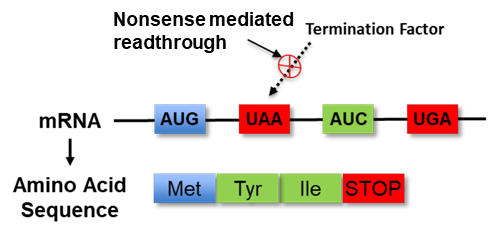 Nonsense mediated
readthrough
Termination Factor
mRNA AUG UAA AUC UGA
Amino Acid
Sequence
Met Tyr Ile STOP